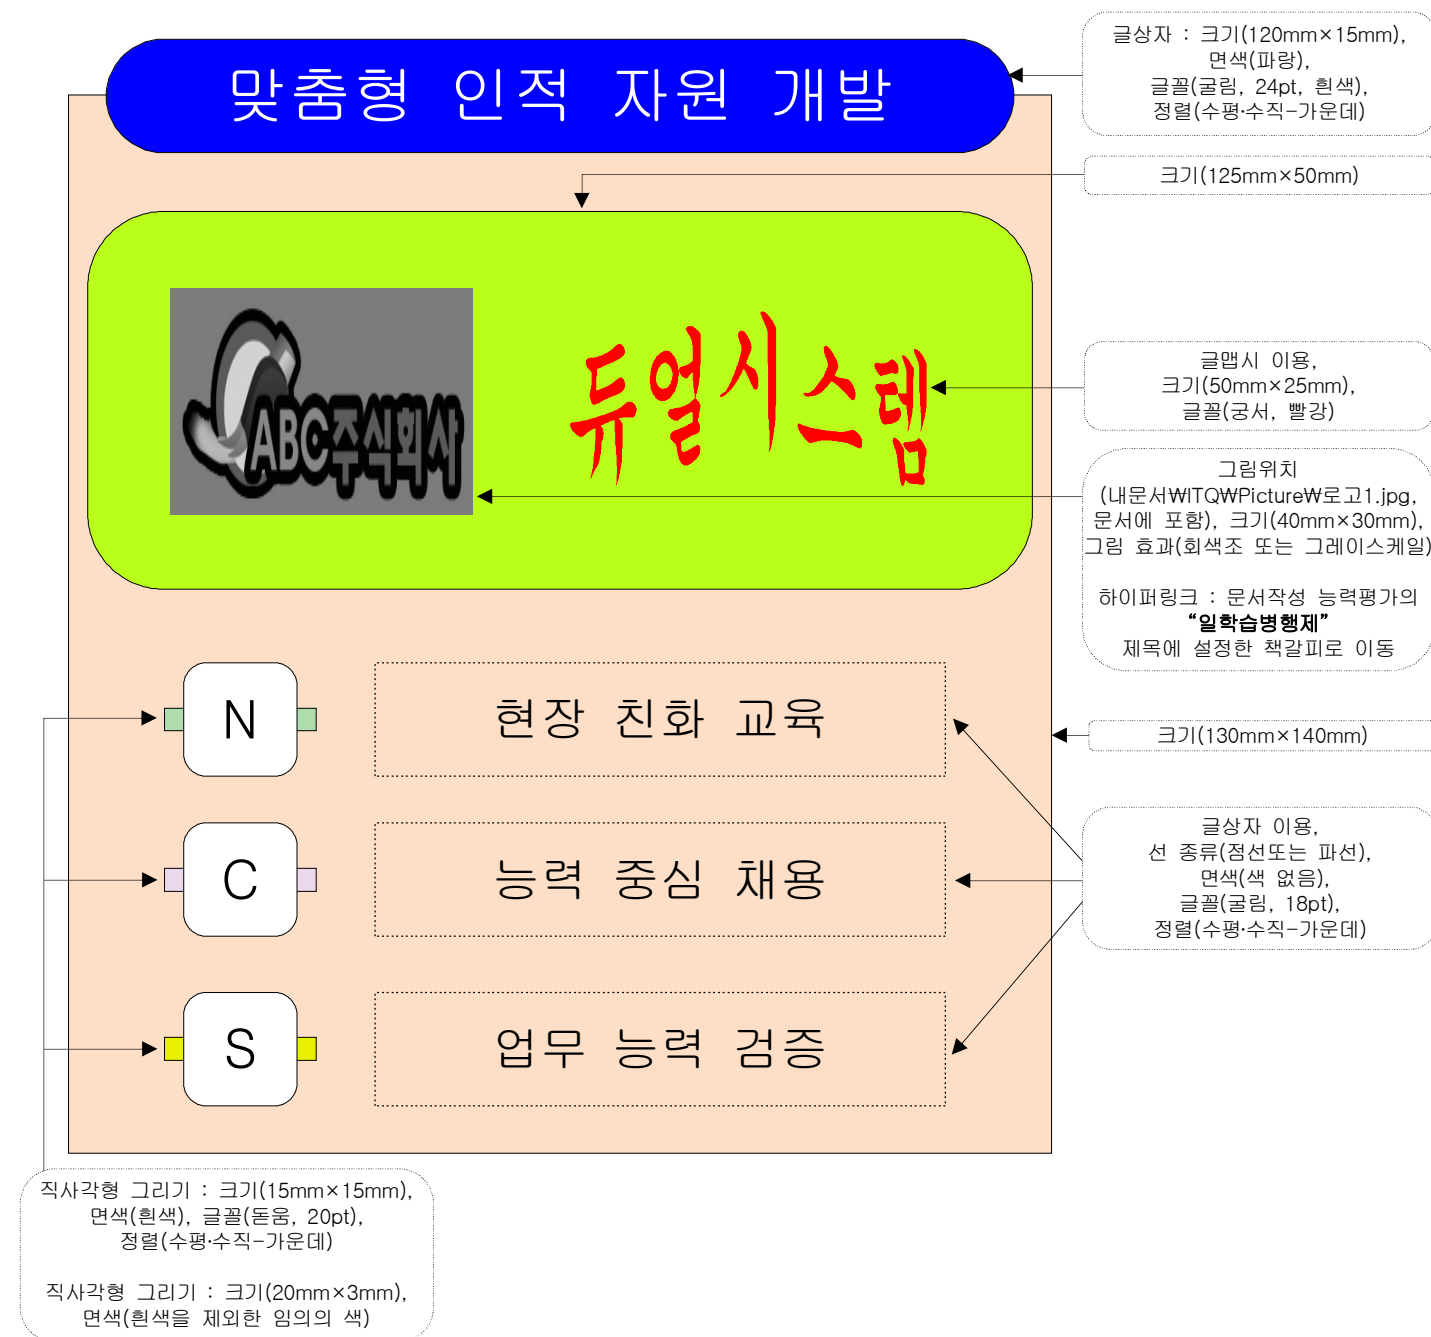 맞춤형 인적 자원 개발
글상자 : 크기(120mm×15mm),
면색(파랑),
글꼴(굴림, 24pt, 흰색),
정렬(수평·수직-가운데)
크기(125mm×50mm)
ABC주식회사
듀얼시스템
글맵시 이용,
크기(50mm×25mm),
글꼴(궁서, 빨강)
그림위치
(내문서₩ITQ₩Picture₩로고1.jpg,
문서에 포함), 크기(40mm×30mm),
그림 효과(회색조 또는 그레이스케일)
하이퍼링크 : 문서작성 능력평가의
“일학습병행제”
제목에 설정한 책갈피로 이동
N
현장 친화 교육
크기(130mm×140mm)
C
능력 중심 채용
글상자 이용,
선 종류(점선또는 파선),
면색(색 없음),
글꼴(굴림, 18pt),
정렬(수평·수직-가운데)
S
업무 능력 검증
직사각형 그리기 : 크기(15mm×15mm),
면색(흰색), 글꼴(돋움, 20pt),
정렬(수평·수직-가운데)
직사각형 그리기 : 크기(20mm×3mm),
면색(흰색을 제외한 임의의 색)